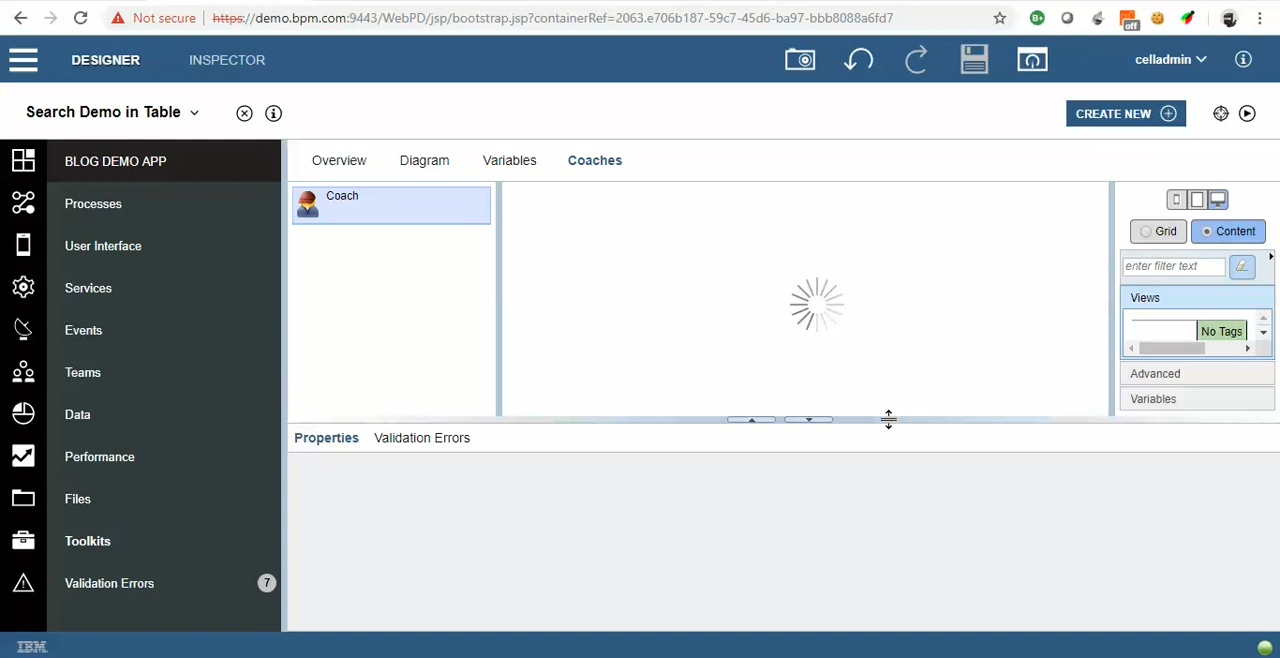 Not secure | https://demo.bpm.com:9443/WebPD/jsp/bootstrap.jsp?containerRef=2063.e706b187-59c7-45d6-ba97-bbb8088a6fd7
off
DESIGNER INSPECTOR celladmin
Search Demo in Table CREATE NEW
BLOG DEMO APP
Processes
User Interface
Services
Events
Teams
Data
Performance
Files
Toolkits
Validation Errors 7
Overview Diagram Variables Coaches
Coach
Grid Content
enter filter text
Views
No Tags
Advanced
Variables
Properties Validation Errors
IBM